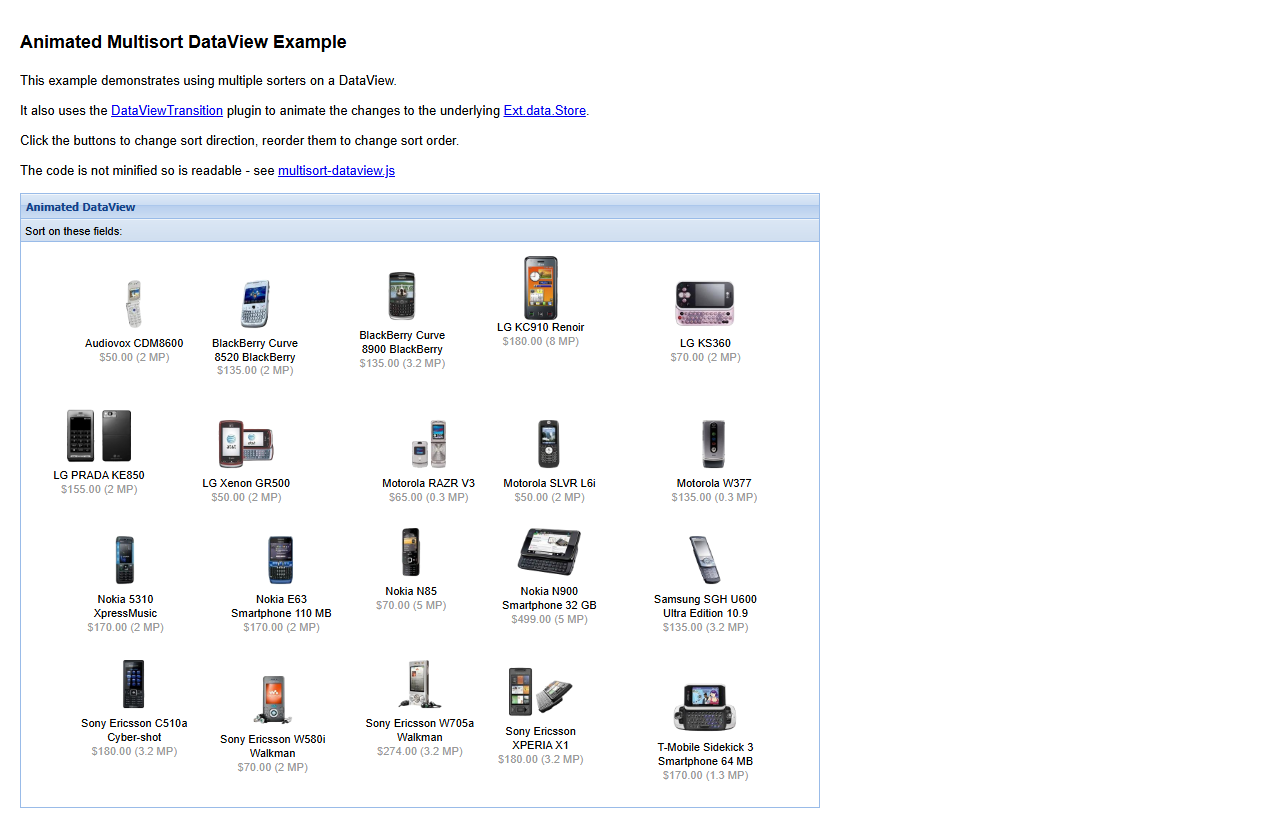 Animated Multisort DataView Example
This example demonstrates using multiple sorters on a DataView.
It also uses the DataViewTransition plugin to animate the changes to the underlying Ext.data.Store.
Click the buttons to change sort direction, reorder them to change sort order.
The code is not minified so is readable - see multisort-dataview.js
Animated DataView
Sort on these fields:
Audiovox CDM8600
$50.00 (2 MP)
BlackBerry Curve
8520 BlackBerry
$135.00 (2 MP)
BlackBerry Curve
8900 BlackBerry
$135.00 (3.2 MP)
LG KC910 Renoir
$180.00 (8 MP)
LG KS360
$70.00 (2 MP)
LG PRADA KE850
$155.00 (2 MP)
LG Xenon GR500
$50.00 (2 MP)
Motorola RAZR V3
$65.00 (0.3 MP)
Motorola SLVR L6i
$50.00 (2 MP)
Motorola W377
$135.00 (0.3 MP)
Nokia 5310
XpressMusic
$170.00 (2 MP)
Nokia E63
Smartphone 110 MB
$170.00 (2 MP)
Nokia N85
$70.00 (5 MP)
Nokia N900
Smartphone 32 GB
$499.00 (5 MP)
Samsung SGH U600
Ultra Edition 10.9
$135.00 (3.2 MP)
Sony Ericsson C510a
Cyber-shot
$180.00 (3.2 MP)
Sony Ericsson W580i
Walkman
$70.00 (2 MP)
Sony Ericsson W705a
Walkman
$274.00 (3.2 MP)
Sony Ericsson
XPERIA X1
$180.00 (3.2 MP)
T-Mobile Sidekick 3
Smartphone 64 MB
$170.00 (1.3 MP)